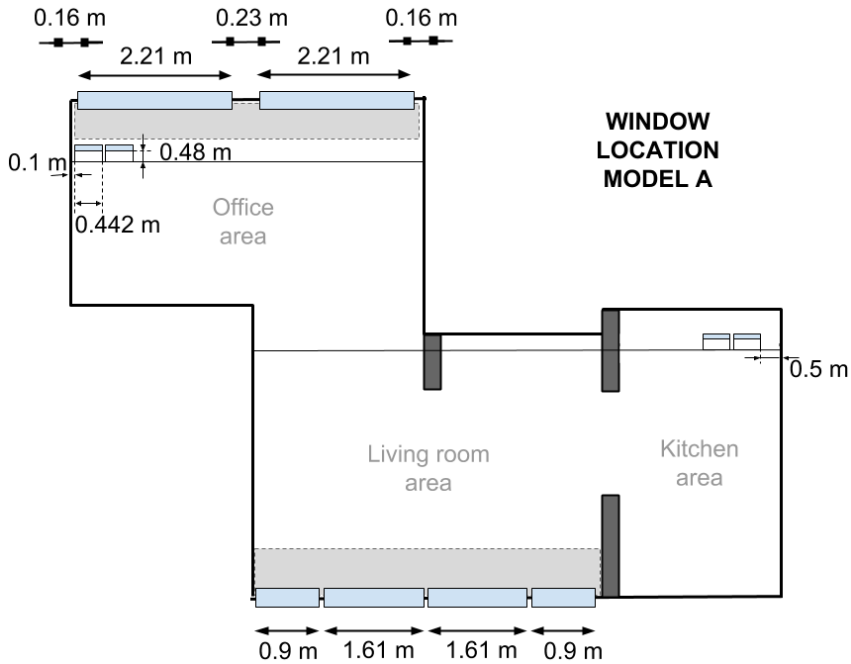 0.16 m
0.23 m
0.16 m
2.21 m
2.21 m
WINDOW
LOCATION
MODEL A
0.1 m
0.48 m
0.442 m
Office
area
0.5 m
Living room
area
Kitchen
area
0.9 m
1.61 m
1.61 m
0.9 m